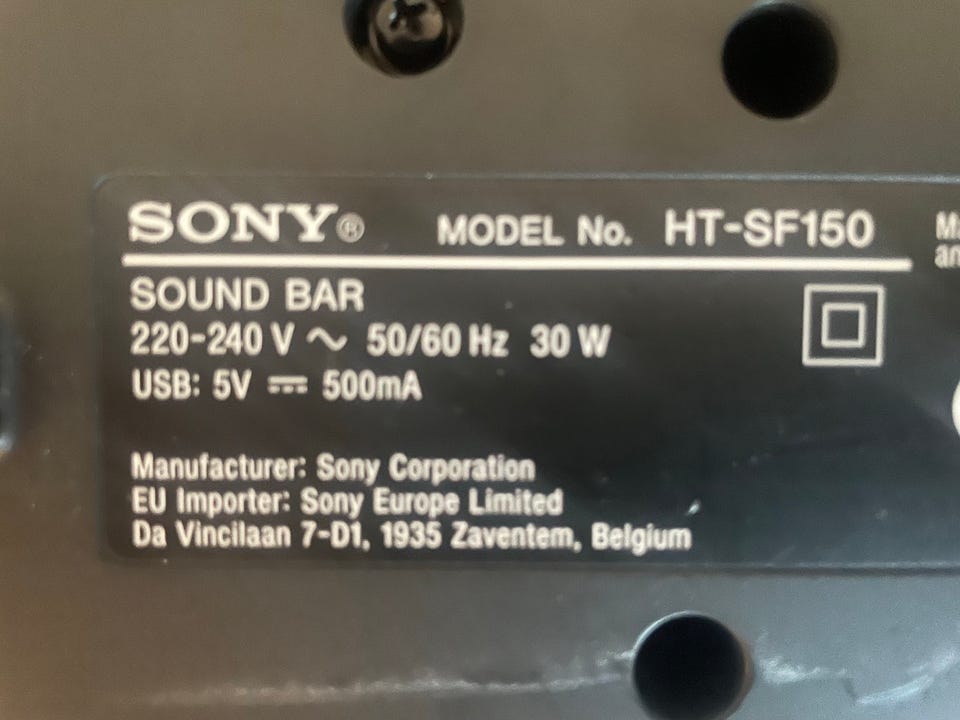 SONY® MODEL No. HT-SF150
SOUND BAR
220-240 V ~ 50/60 Hz 30 W
USB: 5V ⎓ 500mA
Manufacturer: Sony Corporation
EU Importer: Sony Europe Limited
Da Vincilaan 7-D1, 1935 Zaventem, Belgium